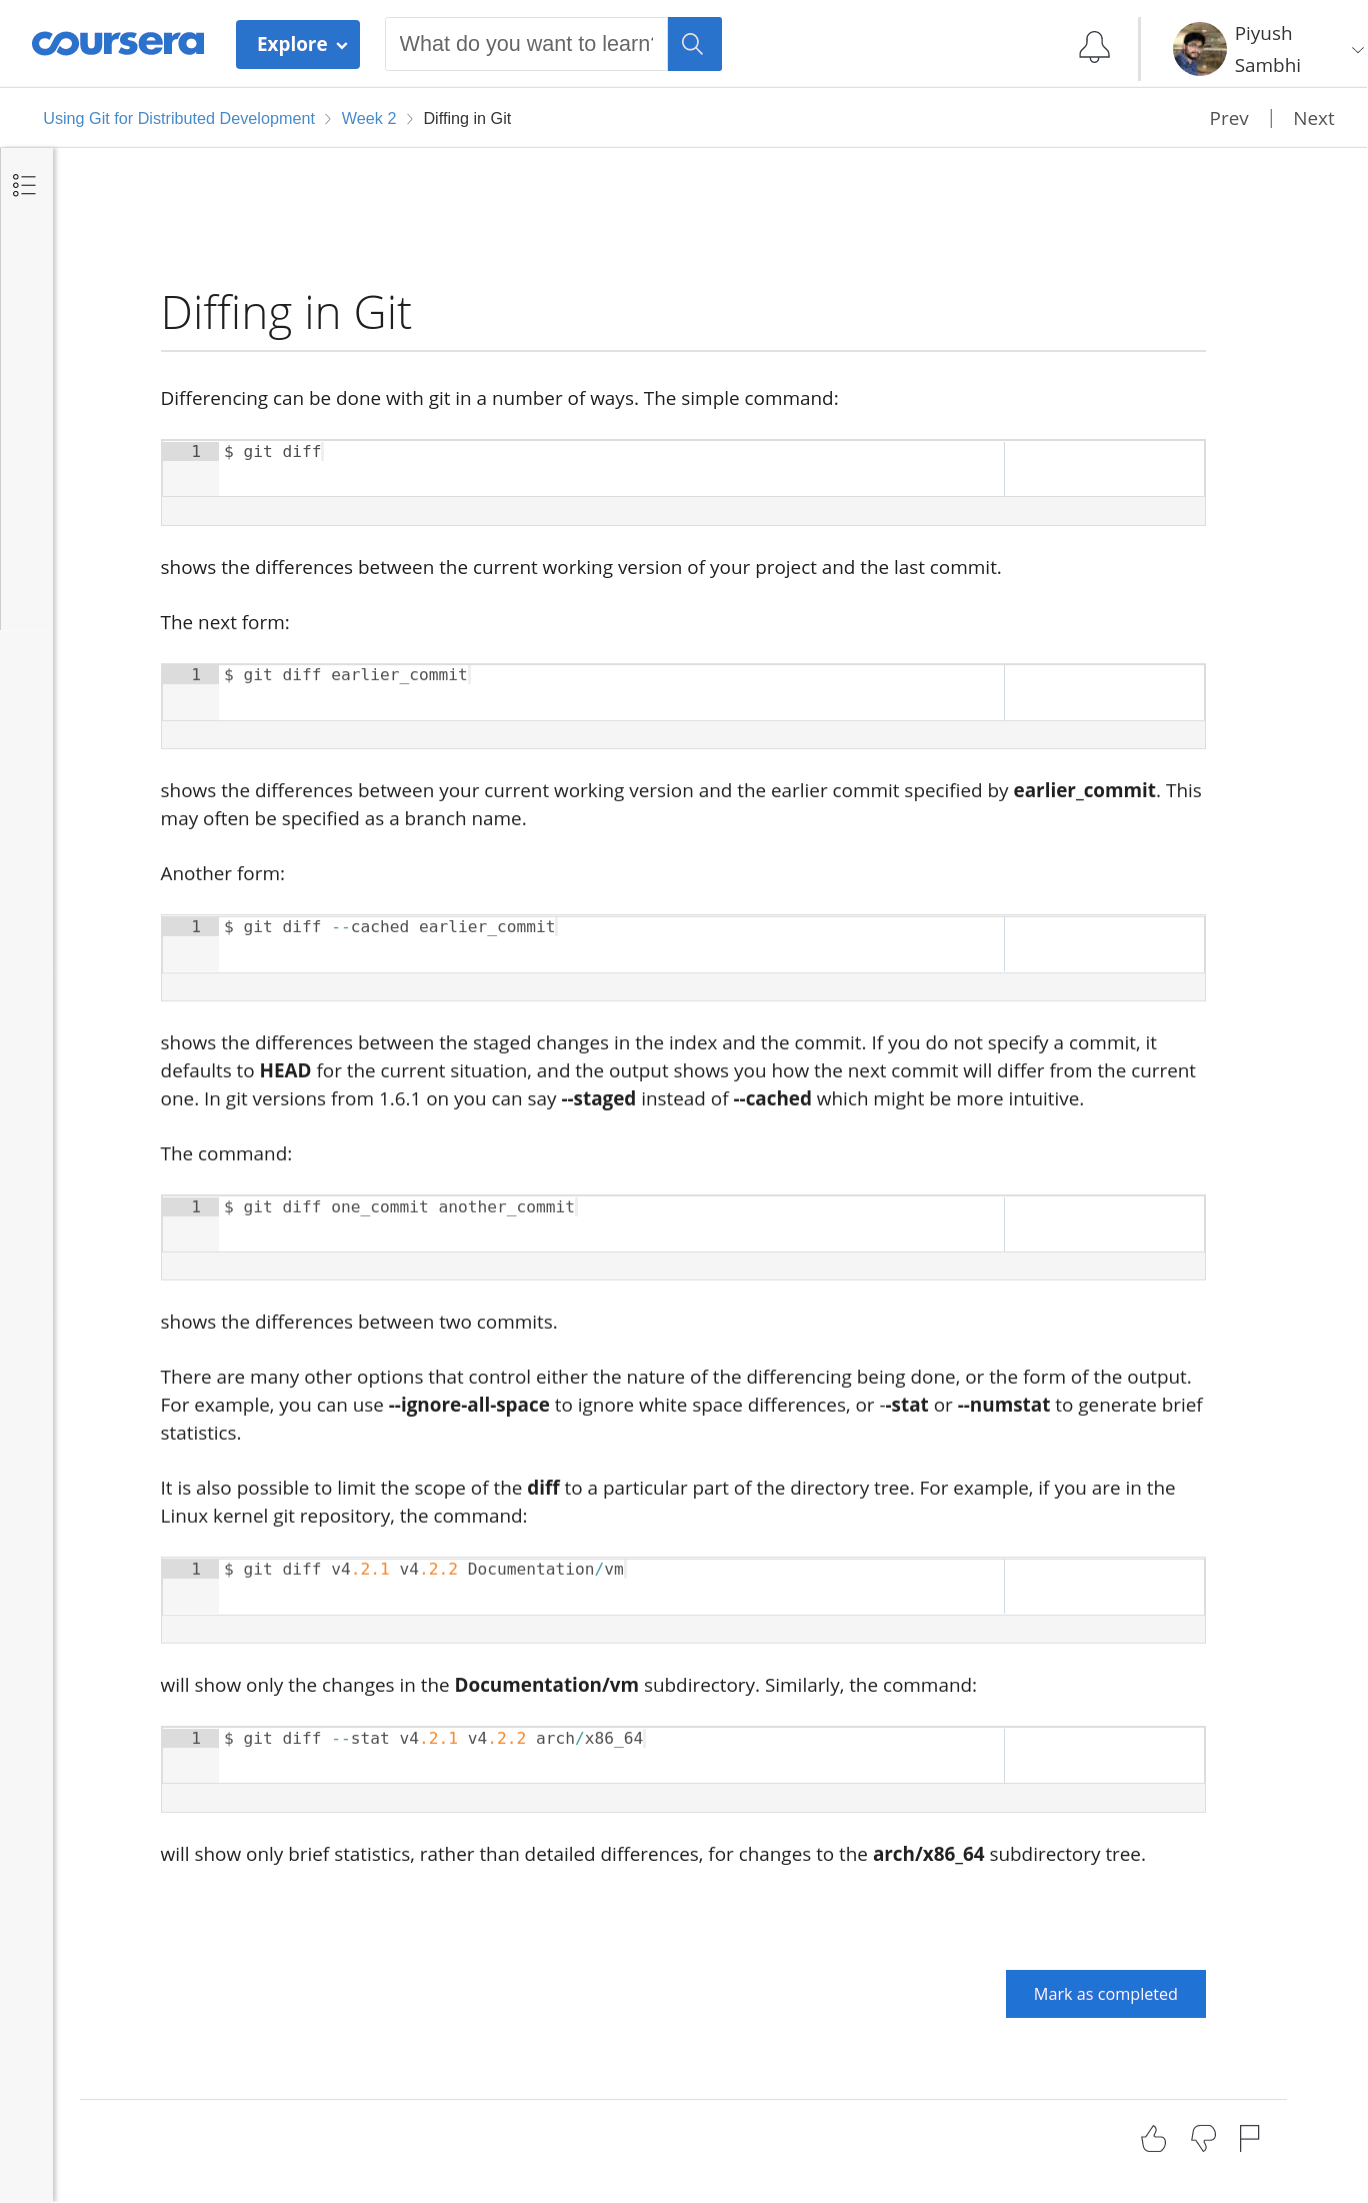 coursera
Explore
What do you want to learn?
Piyush
Sambhi
Using Git for Distributed Development
Week 2
Diffing in Git
Prev | Next
Diffing in Git
Differencing can be done with git in a number of ways. The simple command:
1 $ git diff
shows the differences between the current working version of your project and the last commit.
The next form:
1 $ git diff earlier_commit
shows the differences between your current working version and the earlier commit specified by earlier_commit. This
may often be specified as a branch name.
Another form:
1 $ git diff --cached earlier_commit
shows the differences between the staged changes in the index and the commit. If you do not specify a commit, it
defaults to HEAD for the current situation, and the output shows you how the next commit will differ from the current
one. In git versions from 1.6.1 on you can say --staged instead of --cached which might be more intuitive.
The command:
1 $ git diff one_commit another_commit
shows the differences between two commits.
There are many other options that control either the nature of the differencing being done, or the form of the output.
For example, you can use --ignore-all-space to ignore white space differences, or --stat or --numstat to generate brief
statistics.
It is also possible to limit the scope of the diff to a particular part of the directory tree. For example, if you are in the
Linux kernel git repository, the command:
1 $ git diff v4.2.1 v4.2.2 Documentation/vm
will show only the changes in the Documentation/vm subdirectory. Similarly, the command:
1 $ git diff --stat v4.2.1 v4.2.2 arch/x86_64
will show only brief statistics, rather than detailed differences, for changes to the arch/x86_64 subdirectory tree.
Mark as completed